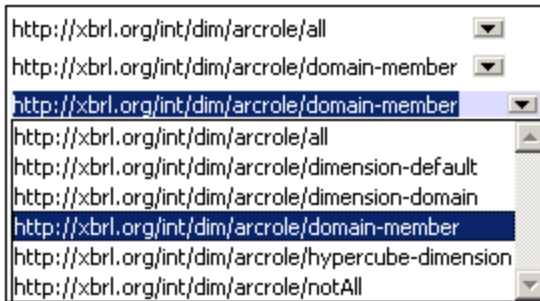 http://xbrl.org/int/dim/arcrole/all
http://xbrl.org/int/dim/arcrole/domain-member
http://xbrl.org/int/dim/arcrole/domain-member
http://xbrl.org/int/dim/arcrole/all
http://xbrl.org/int/dim/arcrole/dimension-default
http://xbrl.org/int/dim/arcrole/dimension-domain
http://xbrl.org/int/dim/arcrole/domain-member
http://xbrl.org/int/dim/arcrole/hypercube-dimension
http://xbrl.org/int/dim/arcrole/notAll